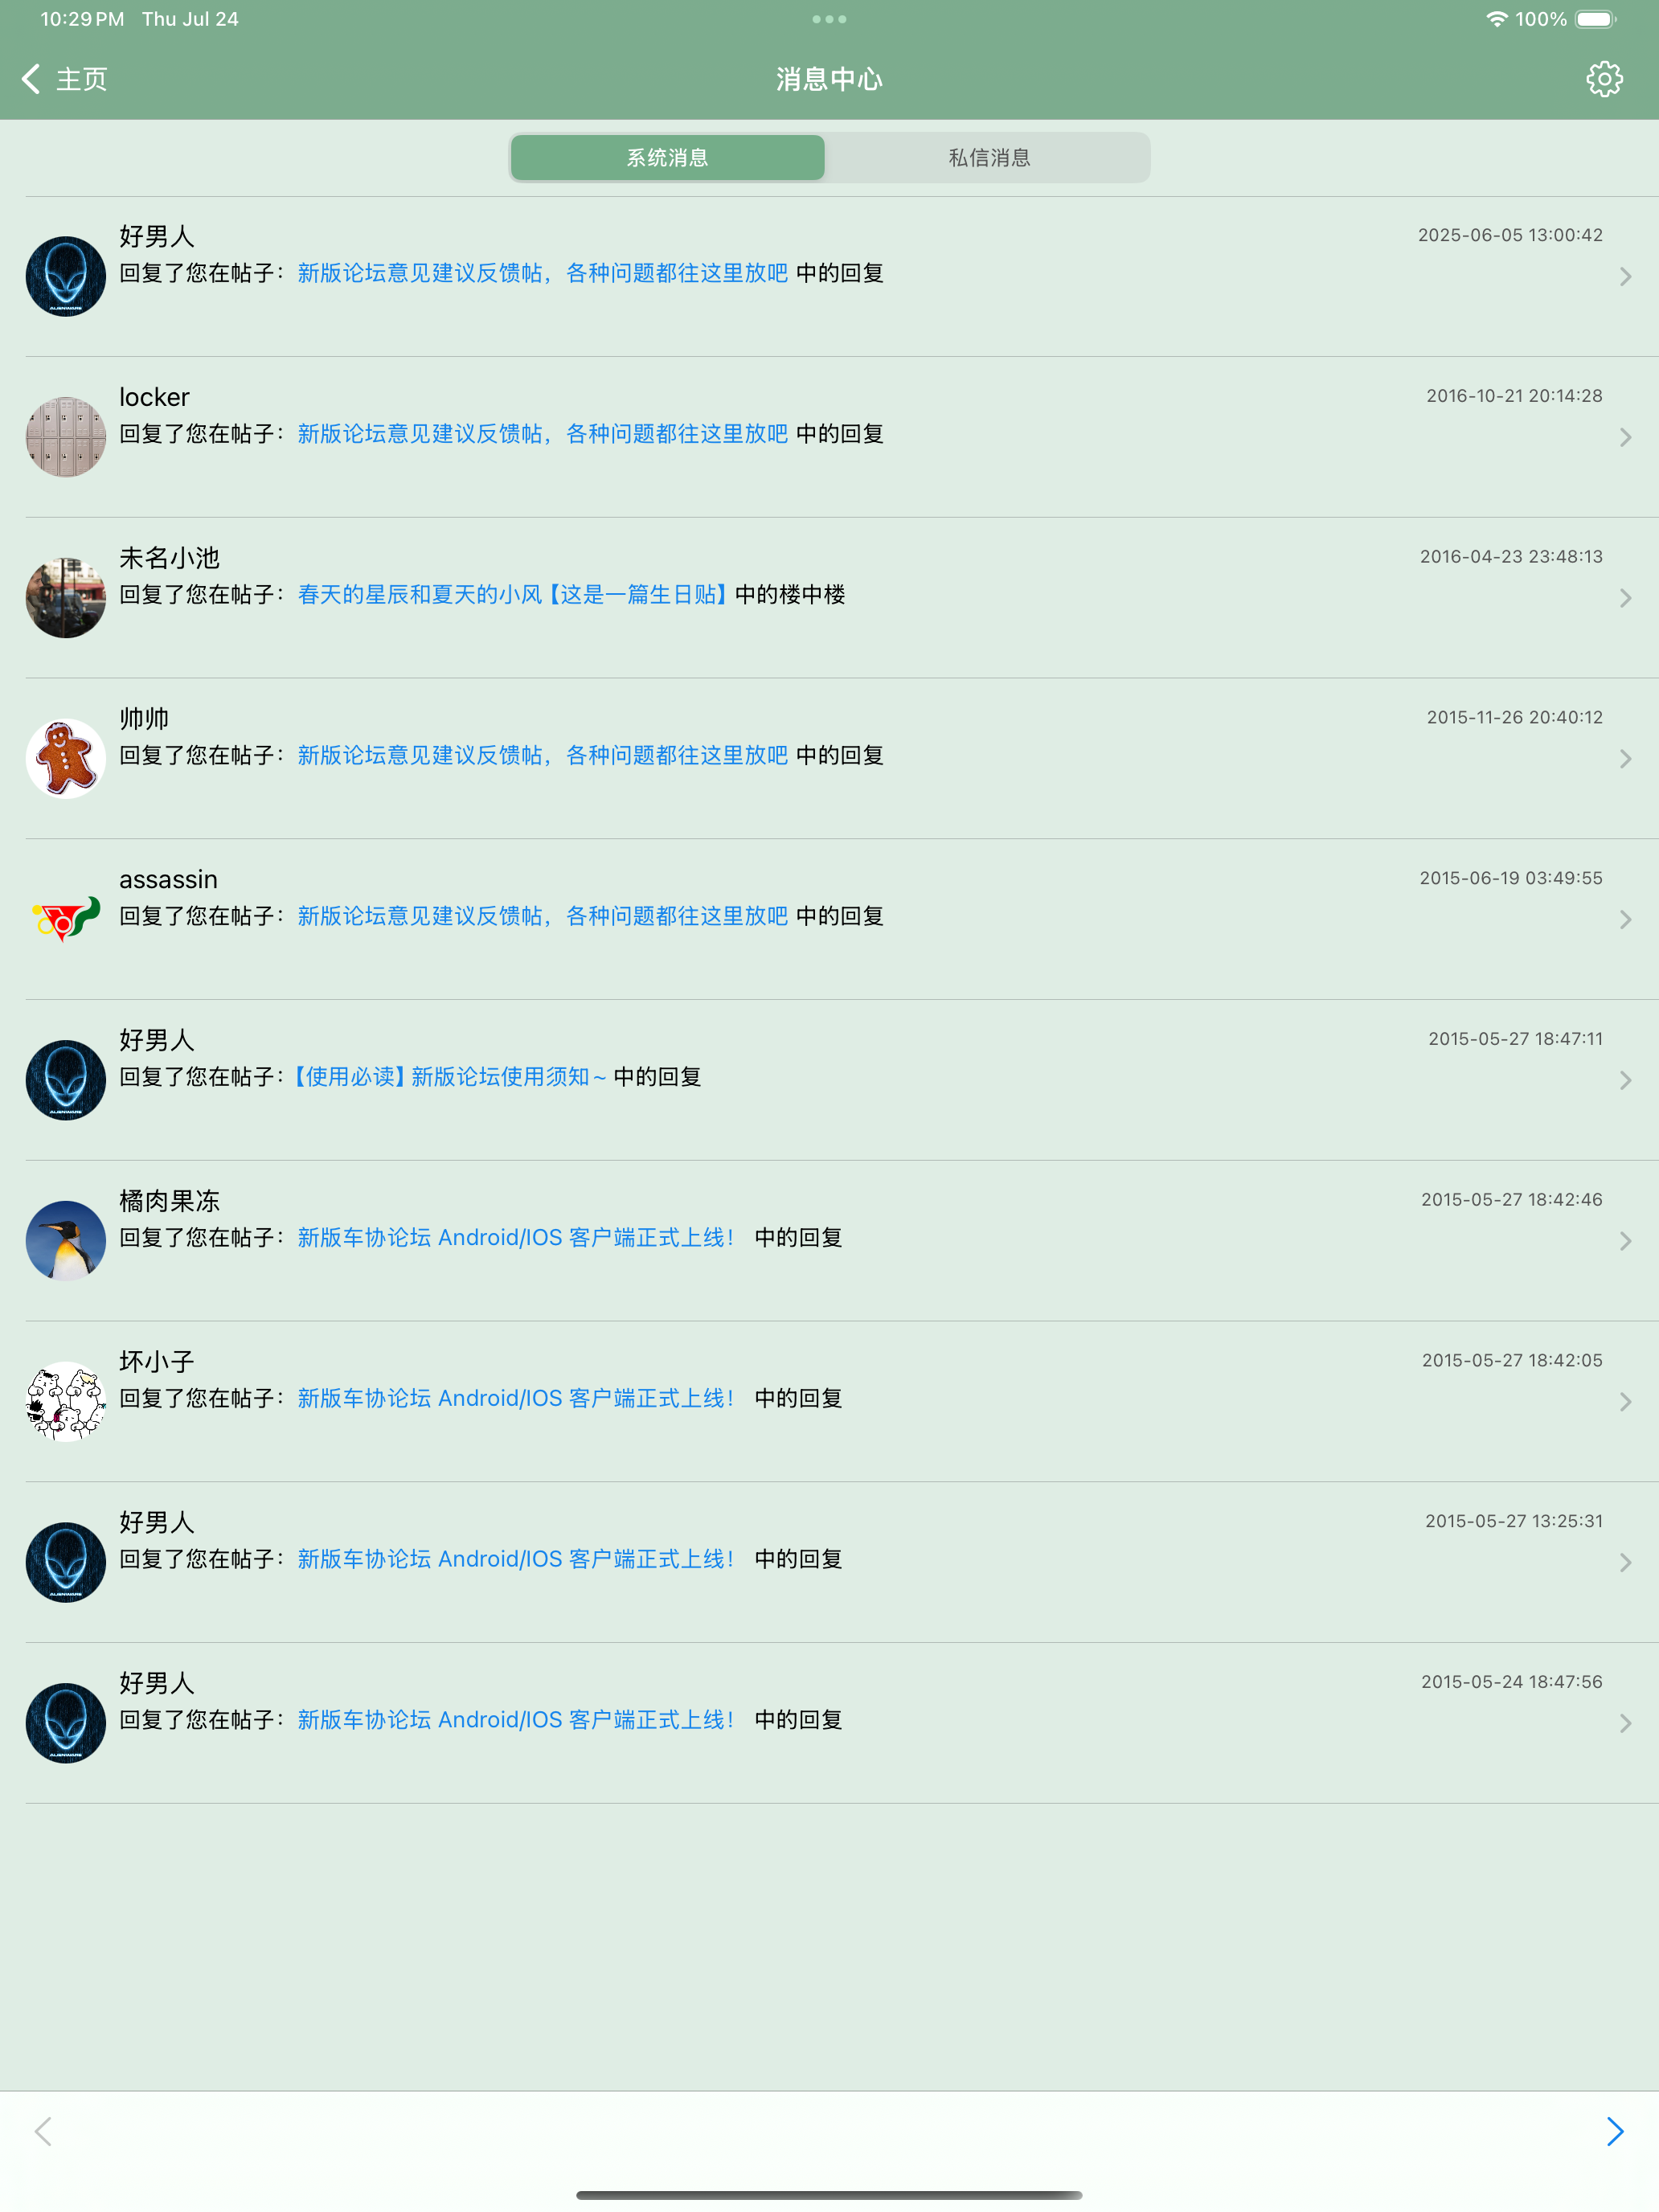 10:29 PM Thu Jul 24
100%
主页
消息中心
系统消息
私信消息
好男人
2025-06-05 13:00:42
回复了您在帖子：新版论坛意见建议反馈帖，各种问题都往这里放吧 中的回复
locker
2016-10-21 20:14:28
回复了您在帖子：新版论坛意见建议反馈帖，各种问题都往这里放吧 中的回复
未名小池
2016-04-23 23:48:13
回复了您在帖子：春天的星辰和夏天的小风【这是一篇生日贴】中的楼中楼
帅帅
2015-11-26 20:40:12
回复了您在帖子：新版论坛意见建议反馈帖，各种问题都往这里放吧 中的回复
assassin
2015-06-19 03:49:55
回复了您在帖子：新版论坛意见建议反馈帖，各种问题都往这里放吧 中的回复
好男人
2015-05-27 18:47:11
回复了您在帖子：【使用必读】新版论坛使用须知~ 中的回复
橘肉果冻
2015-05-27 18:42:46
回复了您在帖子：新版车协论坛 Android/IOS 客户端正式上线！ 中的回复
坏小子
2015-05-27 18:42:05
回复了您在帖子：新版车协论坛 Android/IOS 客户端正式上线！ 中的回复
好男人
2015-05-27 13:25:31
回复了您在帖子：新版车协论坛 Android/IOS 客户端正式上线！ 中的回复
好男人
2015-05-24 18:47:56
回复了您在帖子：新版车协论坛 Android/IOS 客户端正式上线！ 中的回复